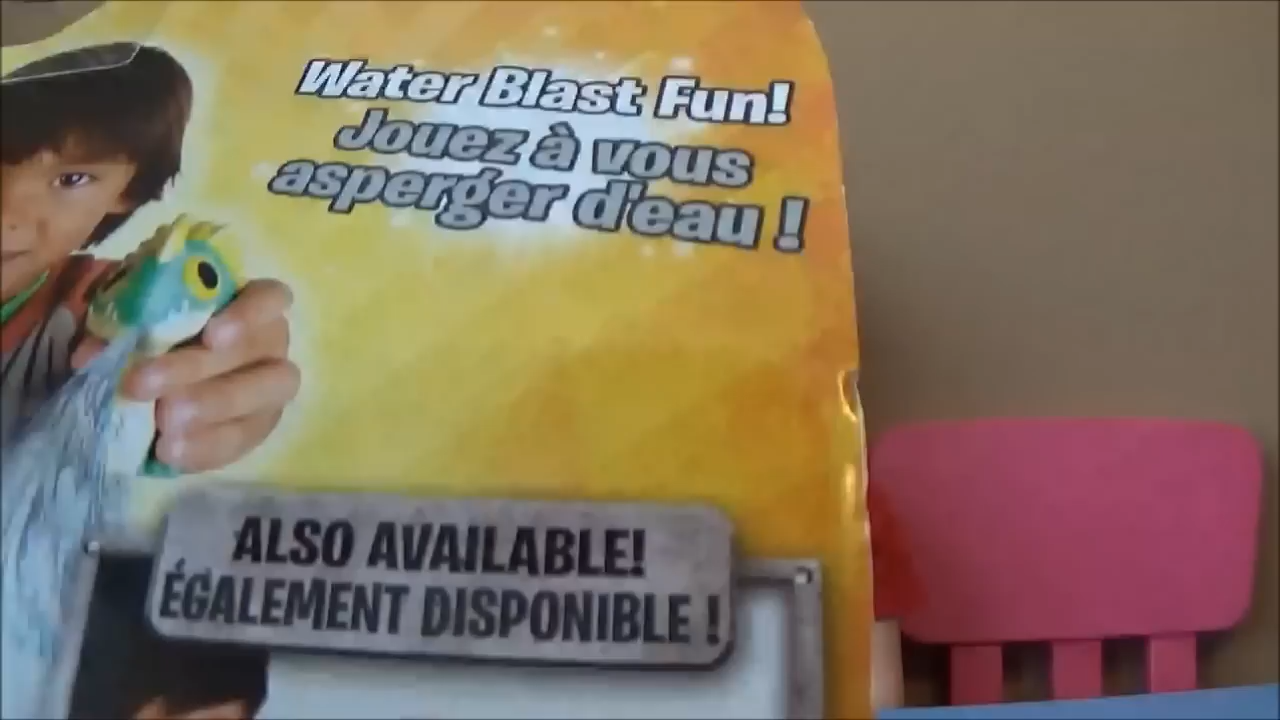 Water Blast Fun!
Jouez à vous
asperger d'eau !
ALSO AVAILABLE!
ÉGALEMENT DISPONIBLE !